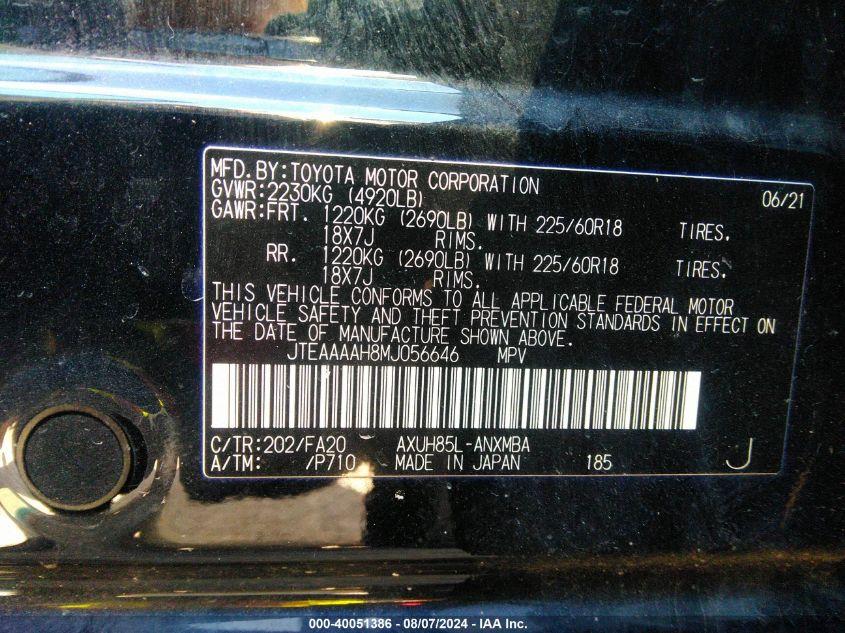 MFD.BY:TOYOTA MOTOR CORPORATION 06/21
GVWR:2230KG (4920LB)
GAWR:FRT. 1220KG (2690LB) WITH 225/60R18 TIRES.
18X7J RIMS.
RR. 1220KG (2690LB) WITH 225/60R18 TIRES.
18X7J RIMS.
THIS VEHICLE CONFORMS TO ALL APPLICABLE FEDERAL MOTOR
VEHICLE SAFETY AND THEFT PREVENTION STANDARDS IN EFFECT ON
THE DATE OF MANUFACTURE SHOWN ABOVE.
JTEAAAAH8MJ056646 MPV
C/TR:202/FA20 AXUH85L-ANXMBA
A/TM: /P710 MADE IN JAPAN 185 J
000-40051386 - 08/07/2024 - IAA Inc.